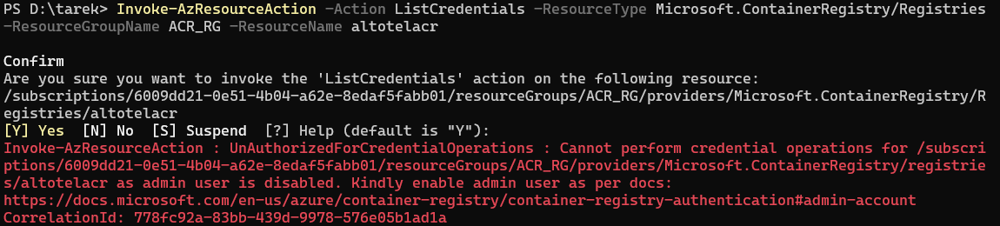 PS D:\tarek> Invoke-AzResourceAction -Action ListCredentials -ResourceType Microsoft.ContainerRegistry/Registries
-ResourceGroupName ACR_RG -ResourceName altotelacr
Confirm
Are you sure you want to invoke the 'ListCredentials' action on the following resource:
/subscriptions/6009dd21-0e51-4b04-a62e-8edaf5fabb01/resourceGroups/ACR_RG/providers/Microsoft.ContainerRegistry/R
egistries/altotelacr
[Y] Yes  [N] No  [S] Suspend  [?] Help (default is "Y"):
Invoke-AzResourceAction : UnAuthorizedForCredentialOperations : Cannot perform credential operations for /subscri
ptions/6009dd21-0e51-4b04-a62e-8edaf5fabb01/resourceGroups/ACR_RG/providers/Microsoft.ContainerRegistry/registrie
s/altotelacr as admin user is disabled. Kindly enable admin user as per docs:
https://docs.microsoft.com/en-us/azure/container-registry/container-registry-authentication#admin-account
CorrelationId: 778fc92a-83bb-439d-9978-576e05b1ad1a